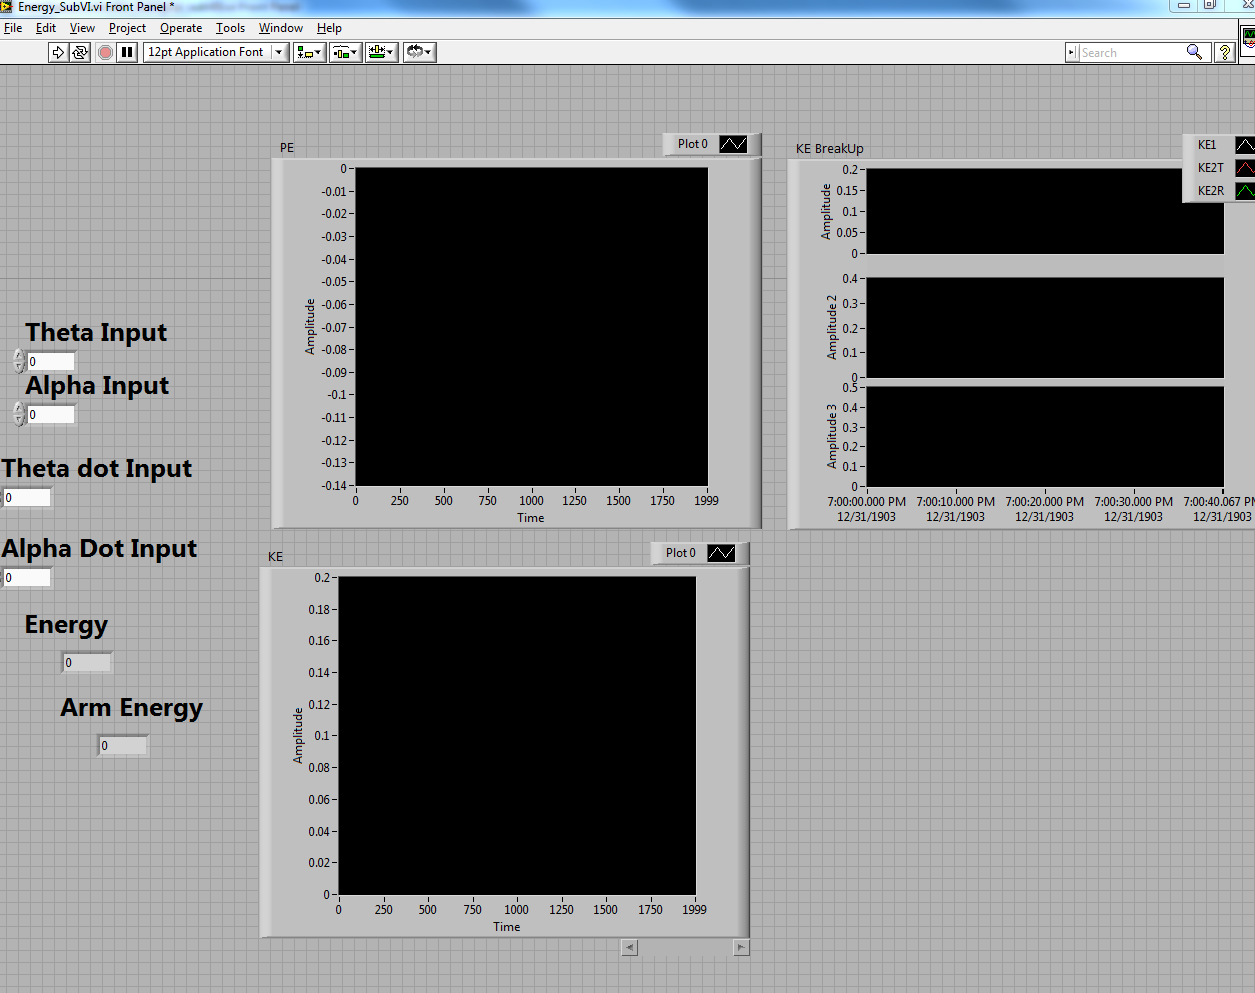 Energy_SubVI.vi Front Panel *
File Edit View Project Operate Tools Window Help
12pt Application Font
Search
?
PE
Plot 0
0
-0.01
-0.02
-0.03
-0.04
-0.05
-0.06
-0.07
-0.08
-0.09
-0.1
-0.11
-0.12
-0.13
-0.14
Amplitude
0 250 500 750 1000 1250 1500 1750 1999
Time
KE BreakUp
KE1
KE2T
KE2R
0.2
0.15
0.1
0.05
0
Amplitude
0.4
0.3
0.2
0.1
0
Amplitude 2
0.5
0.4
0.3
0.2
0.1
0
Amplitude 3
7:00:00.000 PM 7:00:10.000 PM 7:00:20.000 PM 7:00:30.000 PM 7:00:40.067 PM
12/31/1903 12/31/1903 12/31/1903 12/31/1903 12/31/1903
Theta Input
0
Alpha Input
0
Theta dot Input
0
Alpha Dot Input
0
Energy
0
Arm Energy
0
KE
Plot 0
0.2
0.18
0.16
0.14
0.12
0.1
0.08
0.06
0.04
0.02
0
Amplitude
0 250 500 750 1000 1250 1500 1750 1999
Time